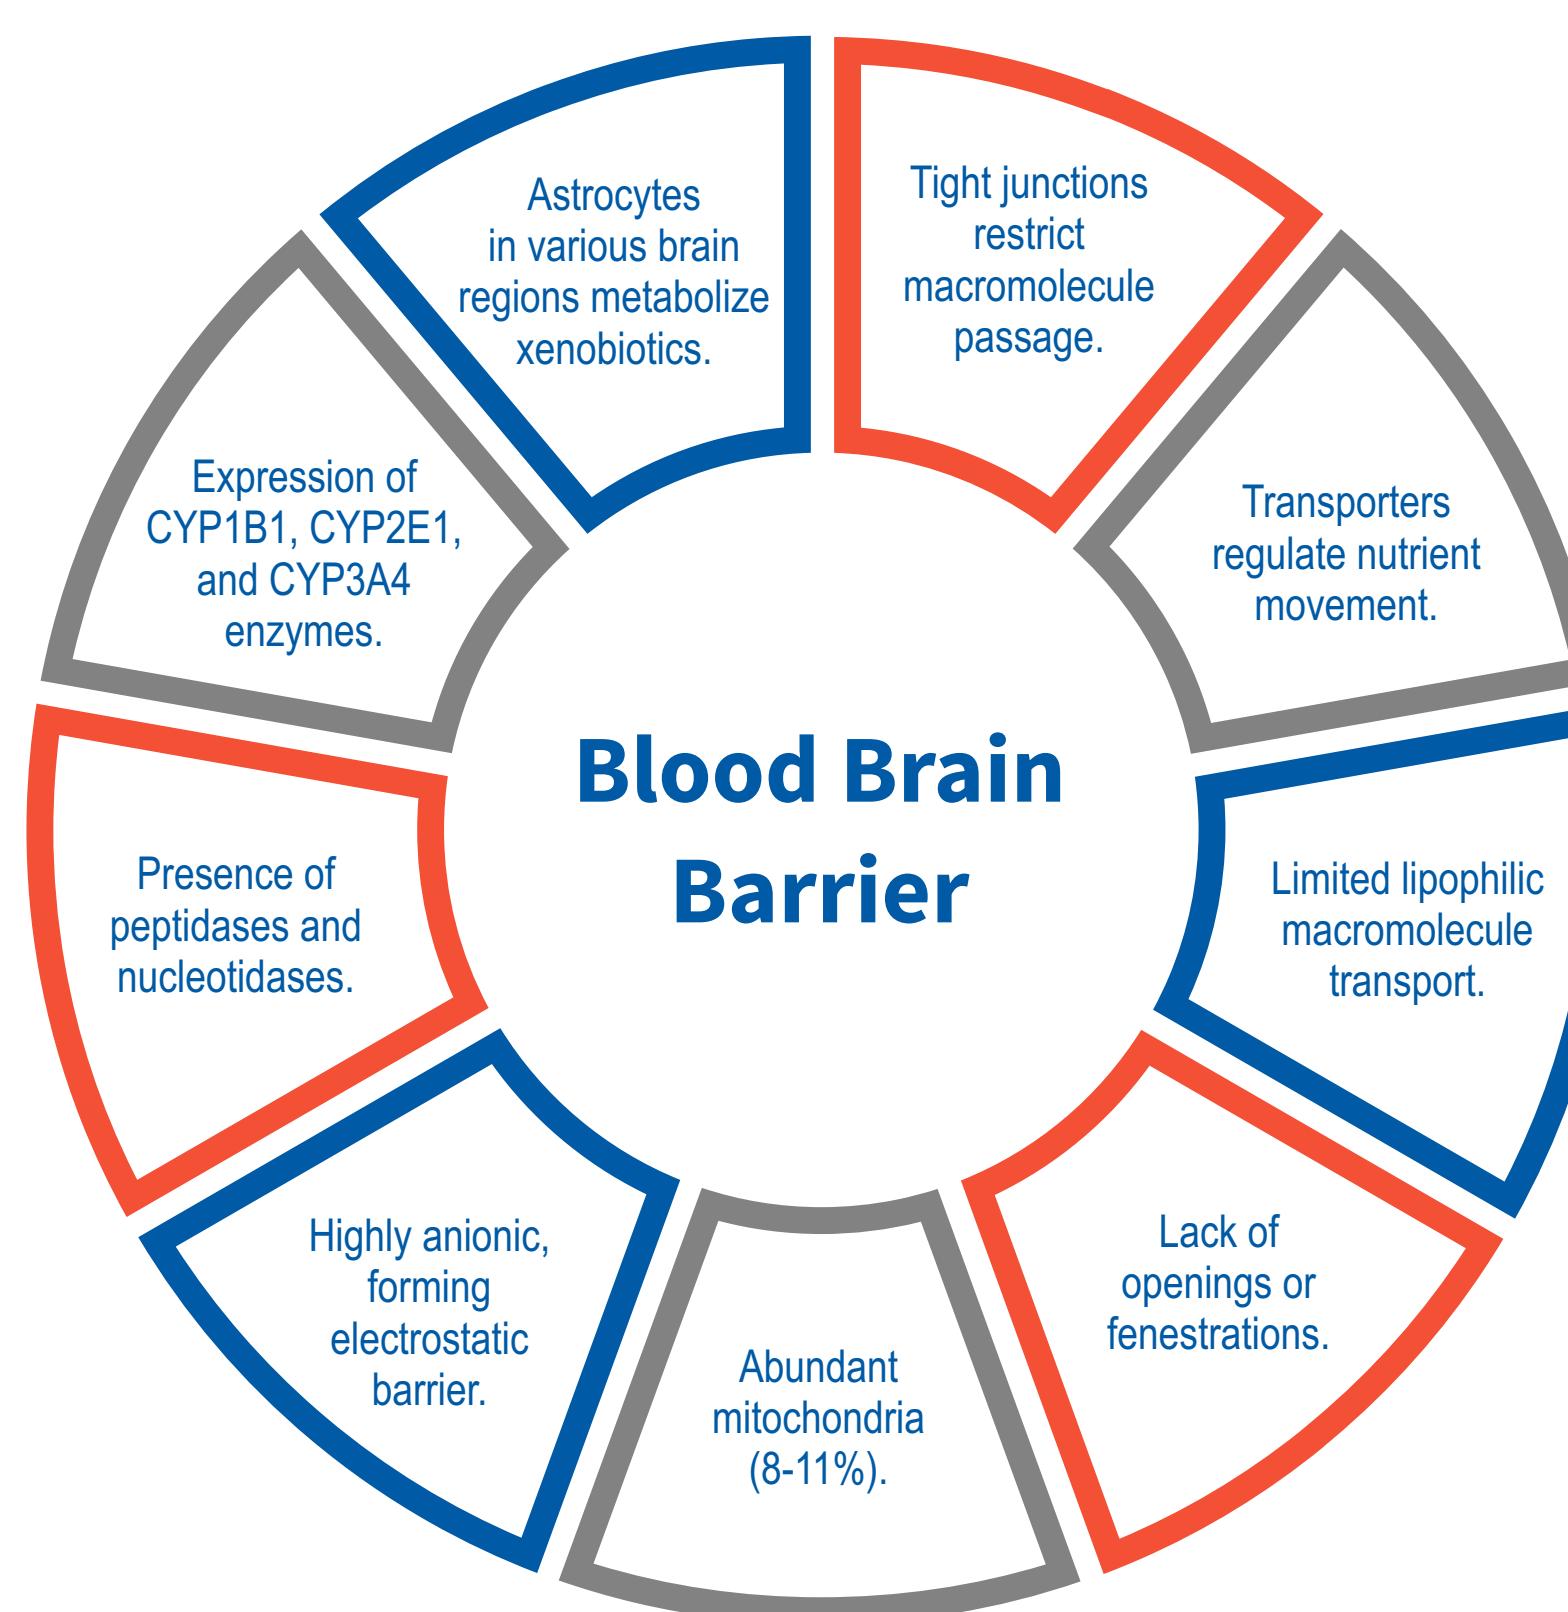 Blood Brain
Barrier
Tight junctions
restrict
macromolecule
passage.
Transporters
regulate nutrient
movement.
Limited lipophilic
macromolecule
transport.
Lack of
openings or
fenestrations.
Abundant
mitochondria
(8-11%).
Highly anionic,
forming
electrostatic
barrier.
Presence of
peptidases and
nucleotidases.
Expression of
CYP1B1, CYP2E1,
and CYP3A4
enzymes.
Astrocytes
in various brain
regions metabolize
xenobiotics.